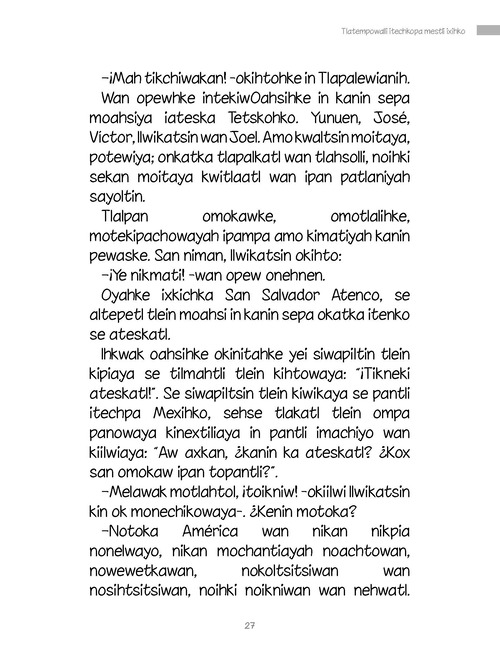 Tlatempowalli itechkopa mestli ixihko
–¡Mah tikchiwakan! –okihtohke in Tlapalewianih.
Wan opewhke intekiwOahsihke in kanin sepa
moahsiya iateska Tetskohko. Yunuen, José,
Victor, Ilwikatsin wan Joel. Amo kwaltsin moitaya,
potewiya; onkatka tlapalkatl wan tlahsolli, noihki
sekan moitaya kwitlaatl wan ipan patlaniyah
sayoltin.
Tlalpan omokawke, omotlalihke,
motekipachowayah ipampa amo kimatiyah kanin
pewaske. San niman, Ilwikatsin okihto:
–¡Ye nikmati! –wan opew onehnen.
Oyahke ixkichka San Salvador Atenco, se
altepetl tlein moahsi in kanin sepa okatka itenko
se ateskatl.
Ihkwak oahsihke okinitahke yei siwapiltin tlein
kipiaya se tilmahtli tlein kihtowaya: “¡Tikneki
ateskatl!”. Se siwapiltsin tlein kiwikaya se pantli
itechpa Mexihko, sehse tlakatl tlein ompa
panowaya kinextiliaya in pantli imachiyo wan
kiilwiaya: “Aw axkan, ¿kanin ka ateskatl? ¿Kox
san omokaw ipan topantli?”.
–Melawak motlahtol, itoikniw! –okiilwi Ilwikatsin
kin ok monechikowaya–. ¿Kenin motoka?
–Notoka América wan nikan nikpia
nonelwayo, nikan mochantiayah noachtowan,
nowewetkawan, nokoltsitsiwan wan
nosihtsitsiwan, noihki noikniwan wan nehwatl.
27